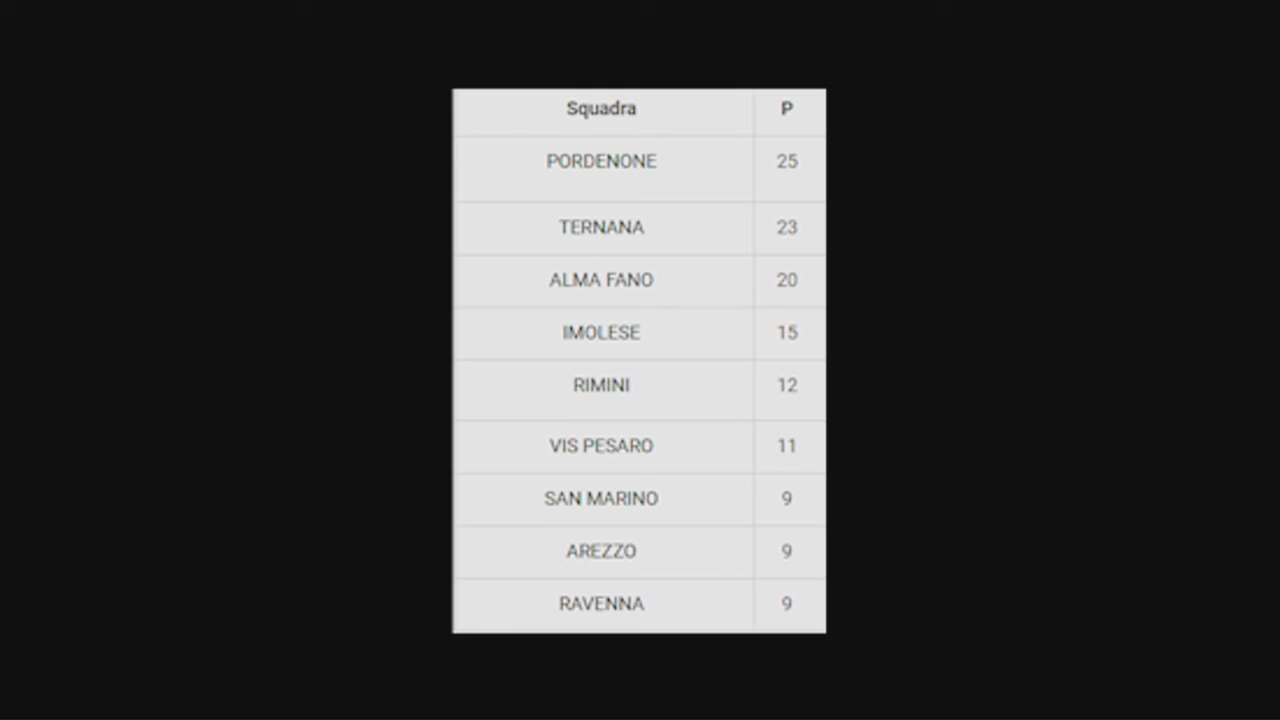 Squadra P
PORDENONE 25
TERNANA 23
ALMA FANO 20
IMOLESE 15
RIMINI 12
VIS PESARO 11
SAN MARINO 9
AREZZO 9
RAVENNA 9